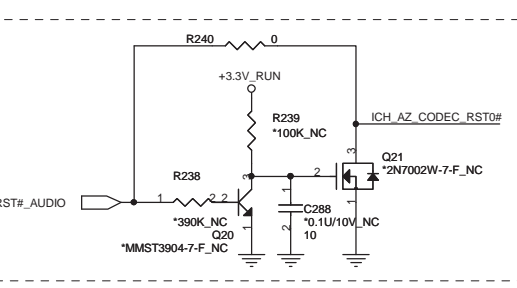 R240 0
+3.3V_RUN
R239
*100K_NC
ICH_AZ_CODEC_RST0#
3
Q21
*2N7002W-7-F_NC
2
3
R238
1
RST#_AUDIO
1 2 2
*390K_NC
Q20
*MMST3904-7-F_NC
1
C288
*0.1U/10V_NC
10
2
1